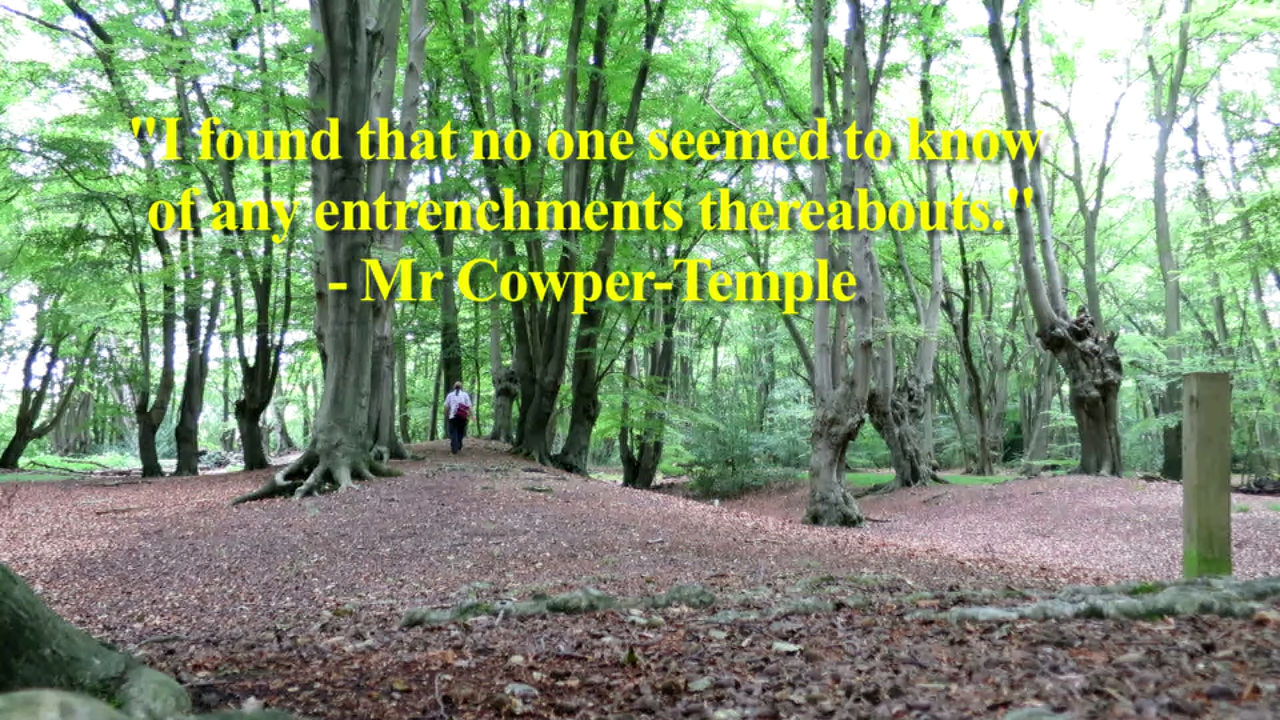 "I found that no one seemed to know
of any entrenchments thereabouts."
- Mr Cowper-Temple